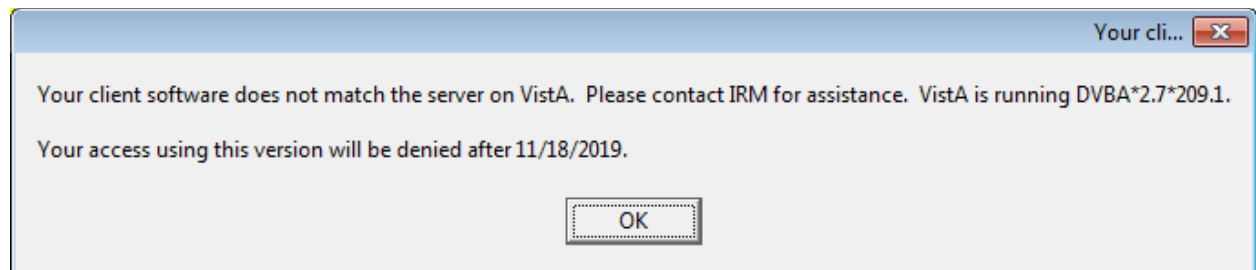 Your cli...
Your client software does not match the server on VistA.  Please contact IRM for assistance.  VistA is running DVBA*2.7*209.1.
Your access using this version will be denied after 11/18/2019.
OK